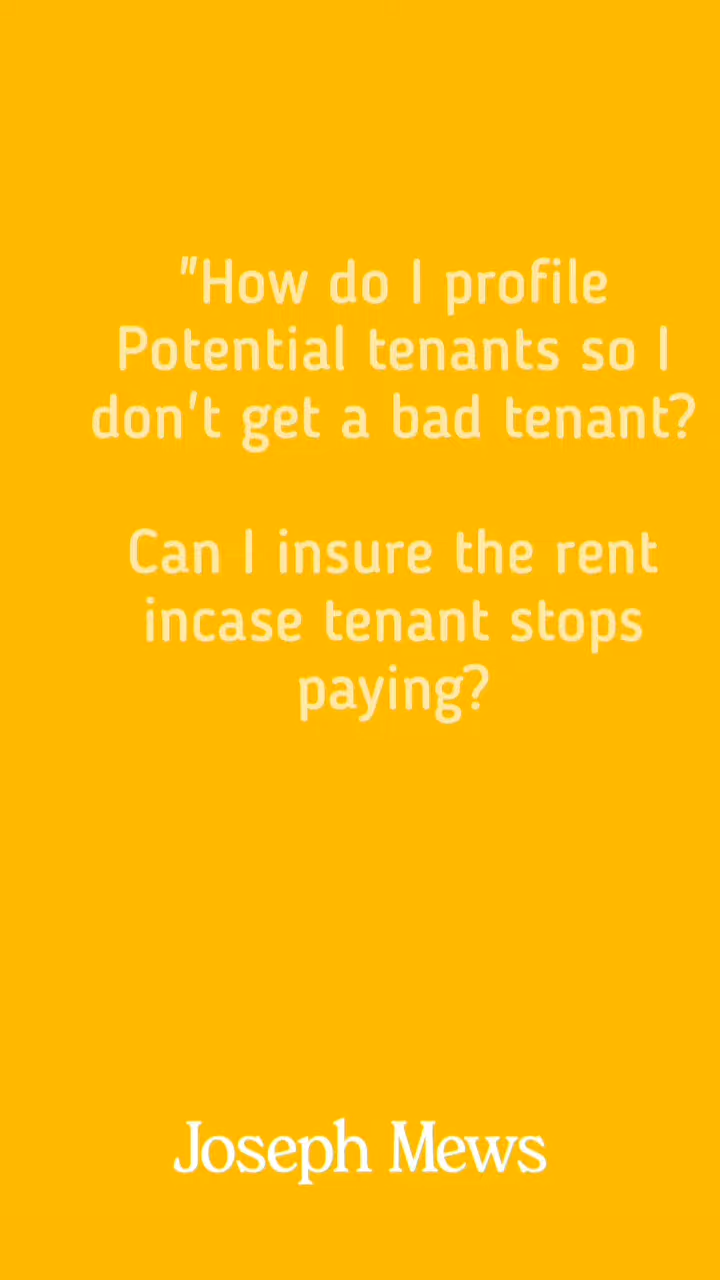 "How do I profile
Potential tenants so I
don't get a bad tenant?
Can I insure the rent
incase tenant stops
paying?
Joseph Mews